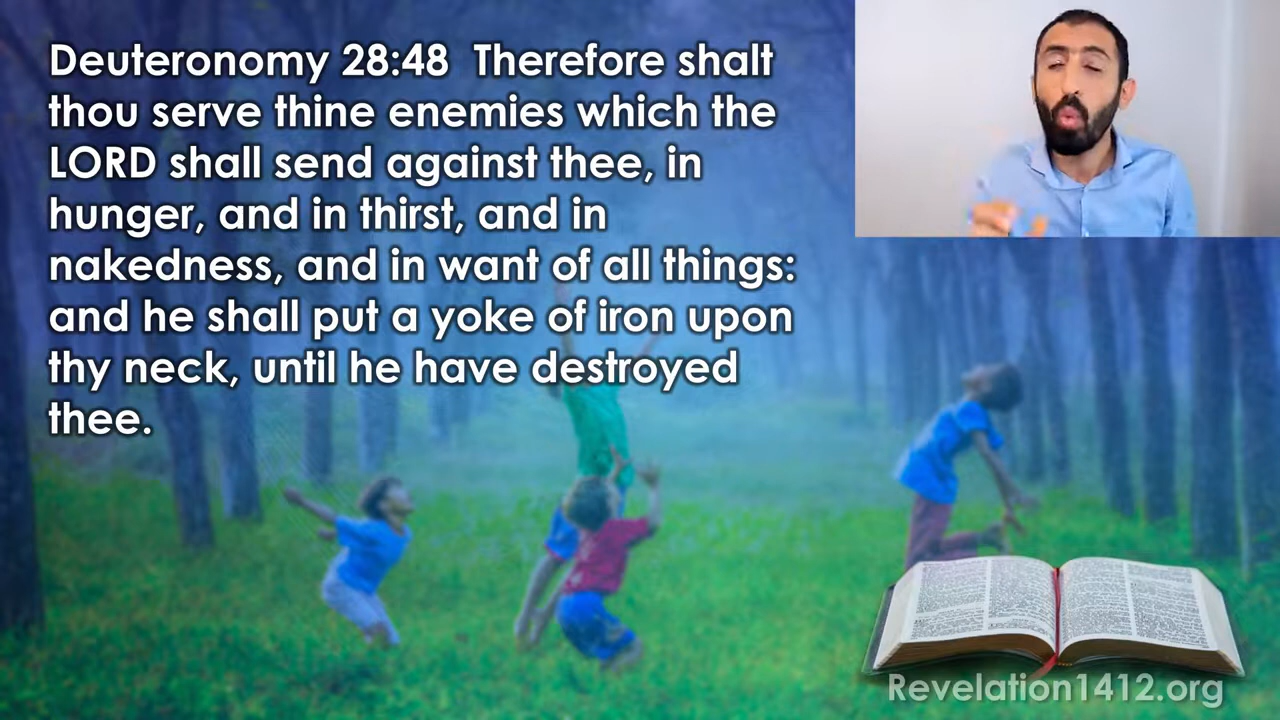 Deuteronomy 28:48  Therefore shalt
thou serve thine enemies which the
LORD shall send against thee, in
hunger, and in thirst, and in
nakedness, and in want of all things:
and he shall put a yoke of iron upon
thy neck, until he have destroyed
thee.
Revelation1412.org